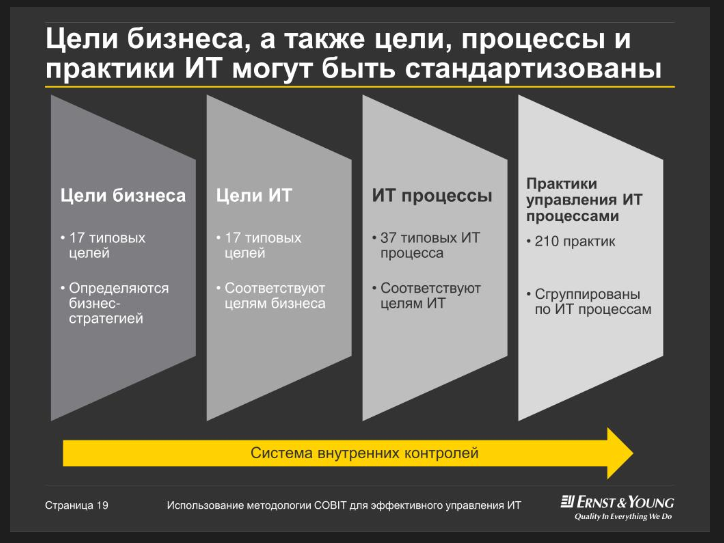 Цели бизнеса, а также цели, процессы и
практики ИТ могут быть стандартизованы
Цели бизнеса
• 17 типовых
целей
• Определяются
бизнес-
стратегией
Цели ИТ
• 17 типовых
целей
• Соответствуют
целям бизнеса
ИТ процессы
• 37 типовых ИТ
процесса
• Соответствуют
целям ИТ
Практики
управления ИТ
процессами
• 210 практик
• Сгруппированы
по ИТ процессам
Система внутренних контролей
Страница 19
Использование методологии COBIT для эффективного управления ИТ
ERNST & YOUNG
Quality In Everything We Do